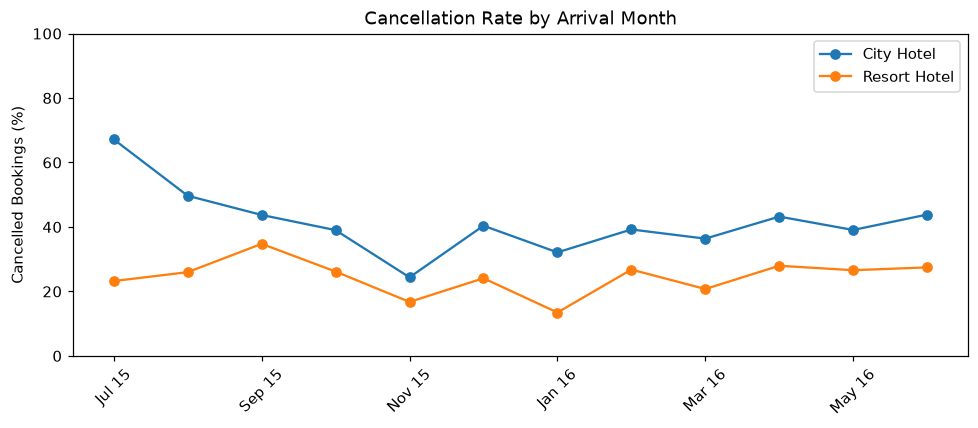 Cancellation Rate by Arrival Month
Cancelled Bookings (%)
100
80
60
40
20
0
City Hotel
Resort Hotel
Jul 15
Sep 15
Nov 15
Jan 16
Mar 16
May 16